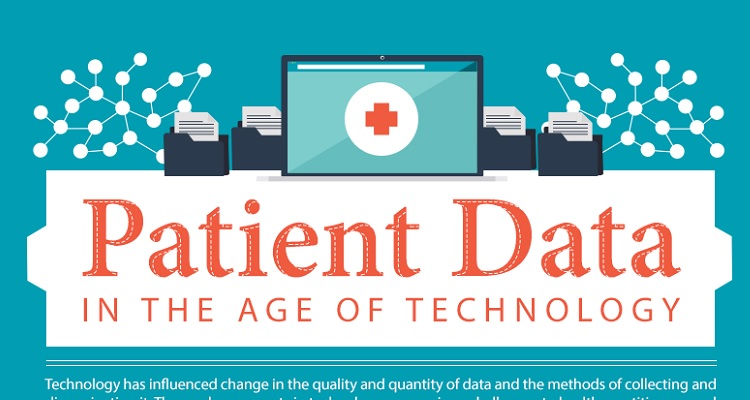 Patient Data
IN THE AGE OF TECHNOLOGY
Technology has influenced change in the quality and quantity of data and the methods of collecting and